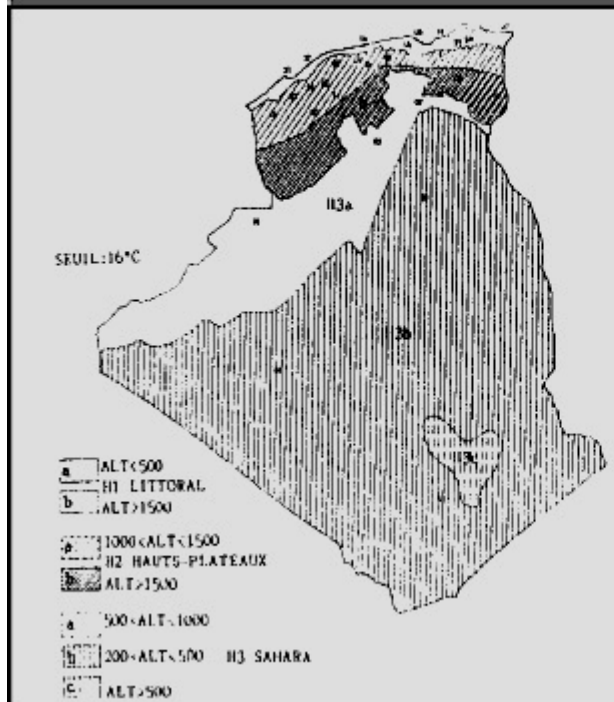 H3a
SEUIL:16°C
3b
a ALT<500
H1 LITTORAL
b ALT>1500
a 1000<ALT<1500
H2 HAUTS-PLATEAUX
b ALT>1500
a 500<ALT<1000
b 200<ALT<500 H3 SAHARA
c ALT>500